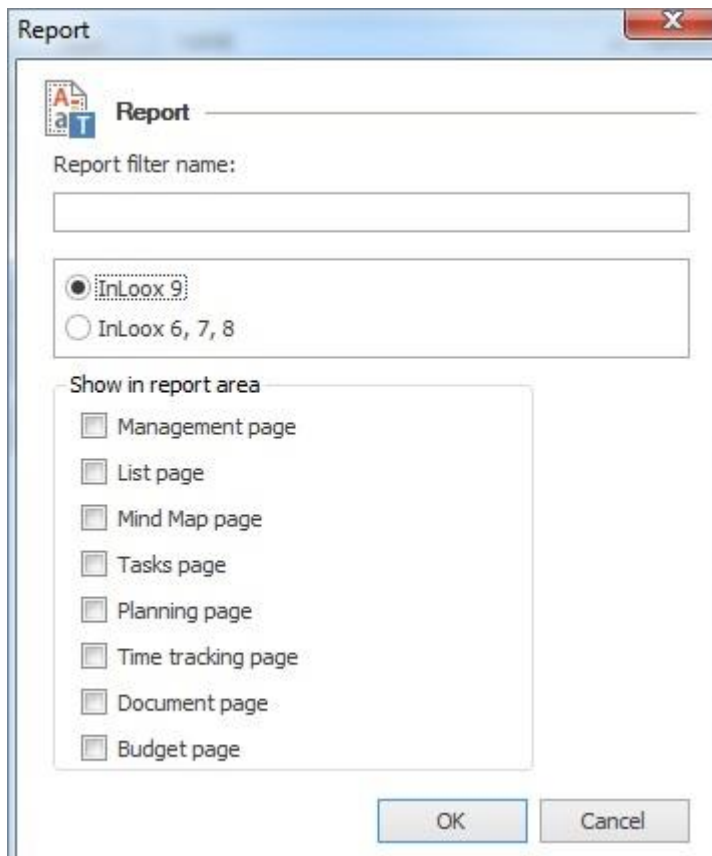 Report
Report
Report filter name:
InLoox 9
InLoox 6, 7, 8
Show in report area
Management page
List page
Mind Map page
Tasks page
Planning page
Time tracking page
Document page
Budget page
OK Cancel